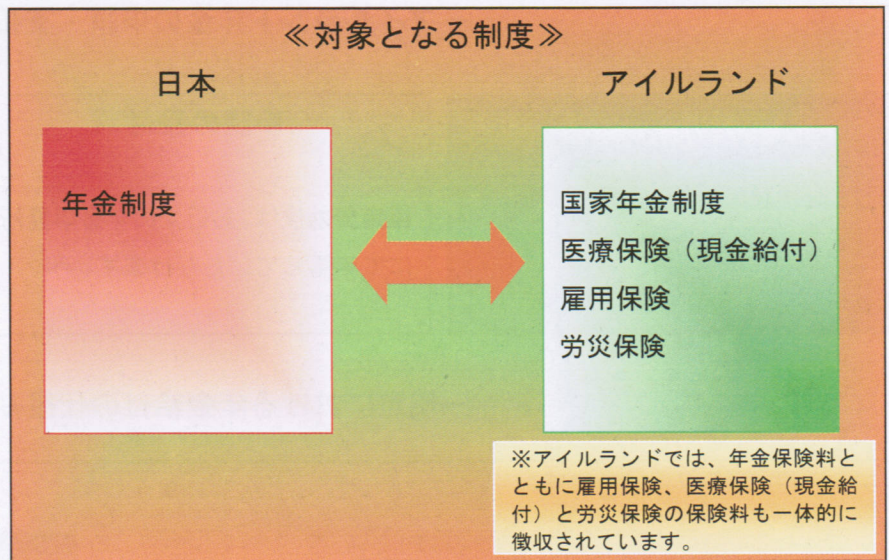 ≪対象となる制度≫
日本
アイルランド
年金制度
国家年金制度
医療保険（現金給付）
雇用保険
労災保険
※アイルランドでは、年金保険料と
ともに雇用保険、医療保険（現金給
付）と労災保険の保険料も一体的に
徴収されています。